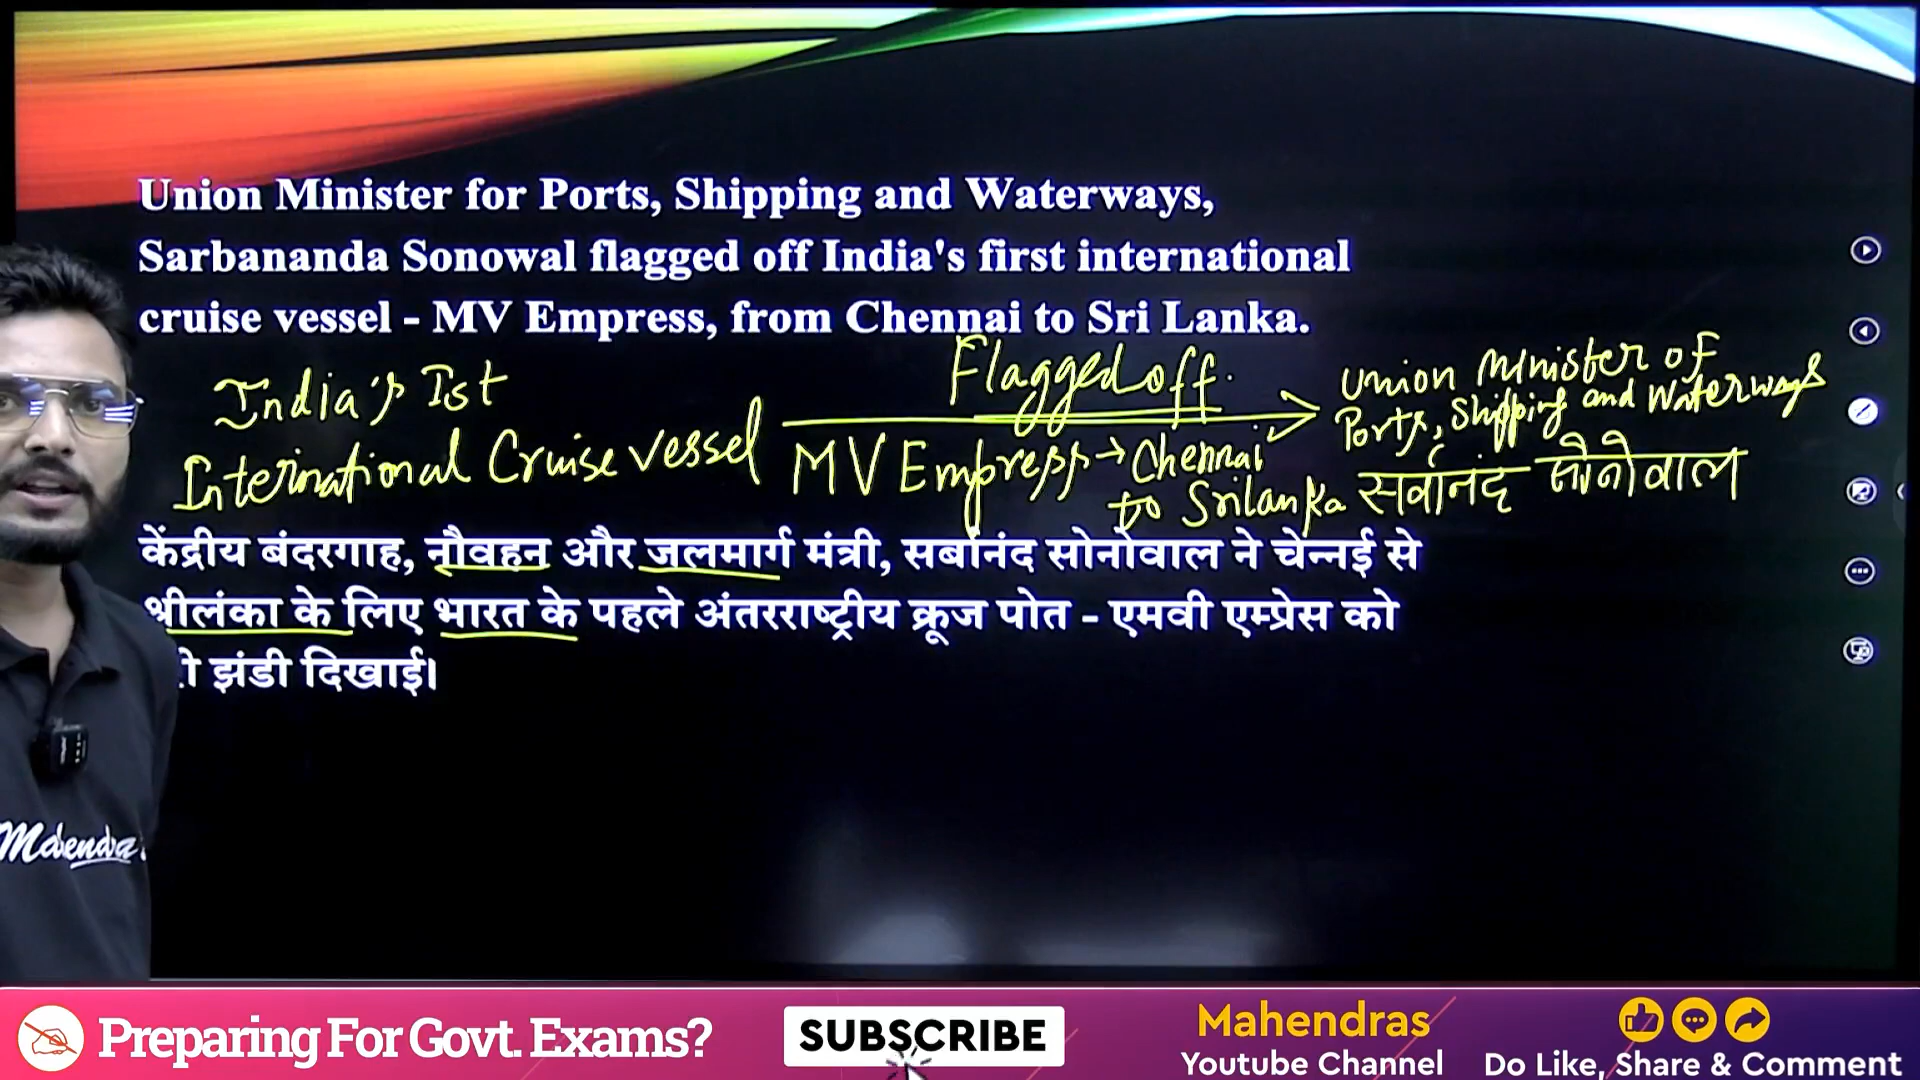 Union Minister for Ports, Shipping and Waterways,
Sarbananda Sonowal flagged off India's first international
cruise vessel - MV Empress, from Chennai to Sri Lanka.
India's Ist
International Cruise vessel
Flagged off
MV Empress → Chennai
to Srilanka
Union Minister of
Ports, Shipping and Waterways
सर्वानंद सोनोवाल
केंद्रीय बंदरगाह, नौवहन और जलमार्ग मंत्री, सर्बानंद सोनोवाल ने चेन्नई से
श्रीलंका के लिए भारत के पहले अंतरराष्ट्रीय क्रूज पोत - एमवी एम्प्रेस को
झंडी दिखाई।
Preparing For Govt. Exams?
SUBSCRIBE
Mahendras
Youtube Channel
Do Like, Share & Comment